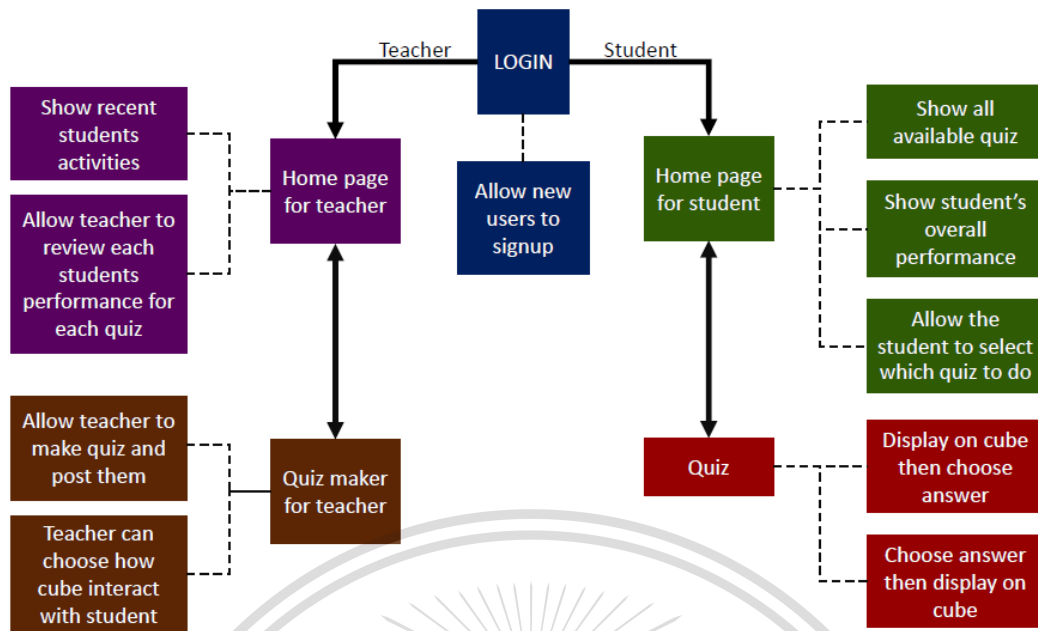 Teacher
LOGIN
Student
Show recent
students
activities
Allow teacher to
review each
students
performance for
each quiz
Home page
for teacher
Allow new
users to
signup
Home page
for student
Show all
available quiz
Show student’s
overall
performance
Allow the
student to select
which quiz to do
Allow teacher to
make quiz and
post them
Teacher can
choose how
cube interact
with student
Quiz maker
for teacher
Quiz
Display on cube
then choose
answer
Choose answer
then display on
cube